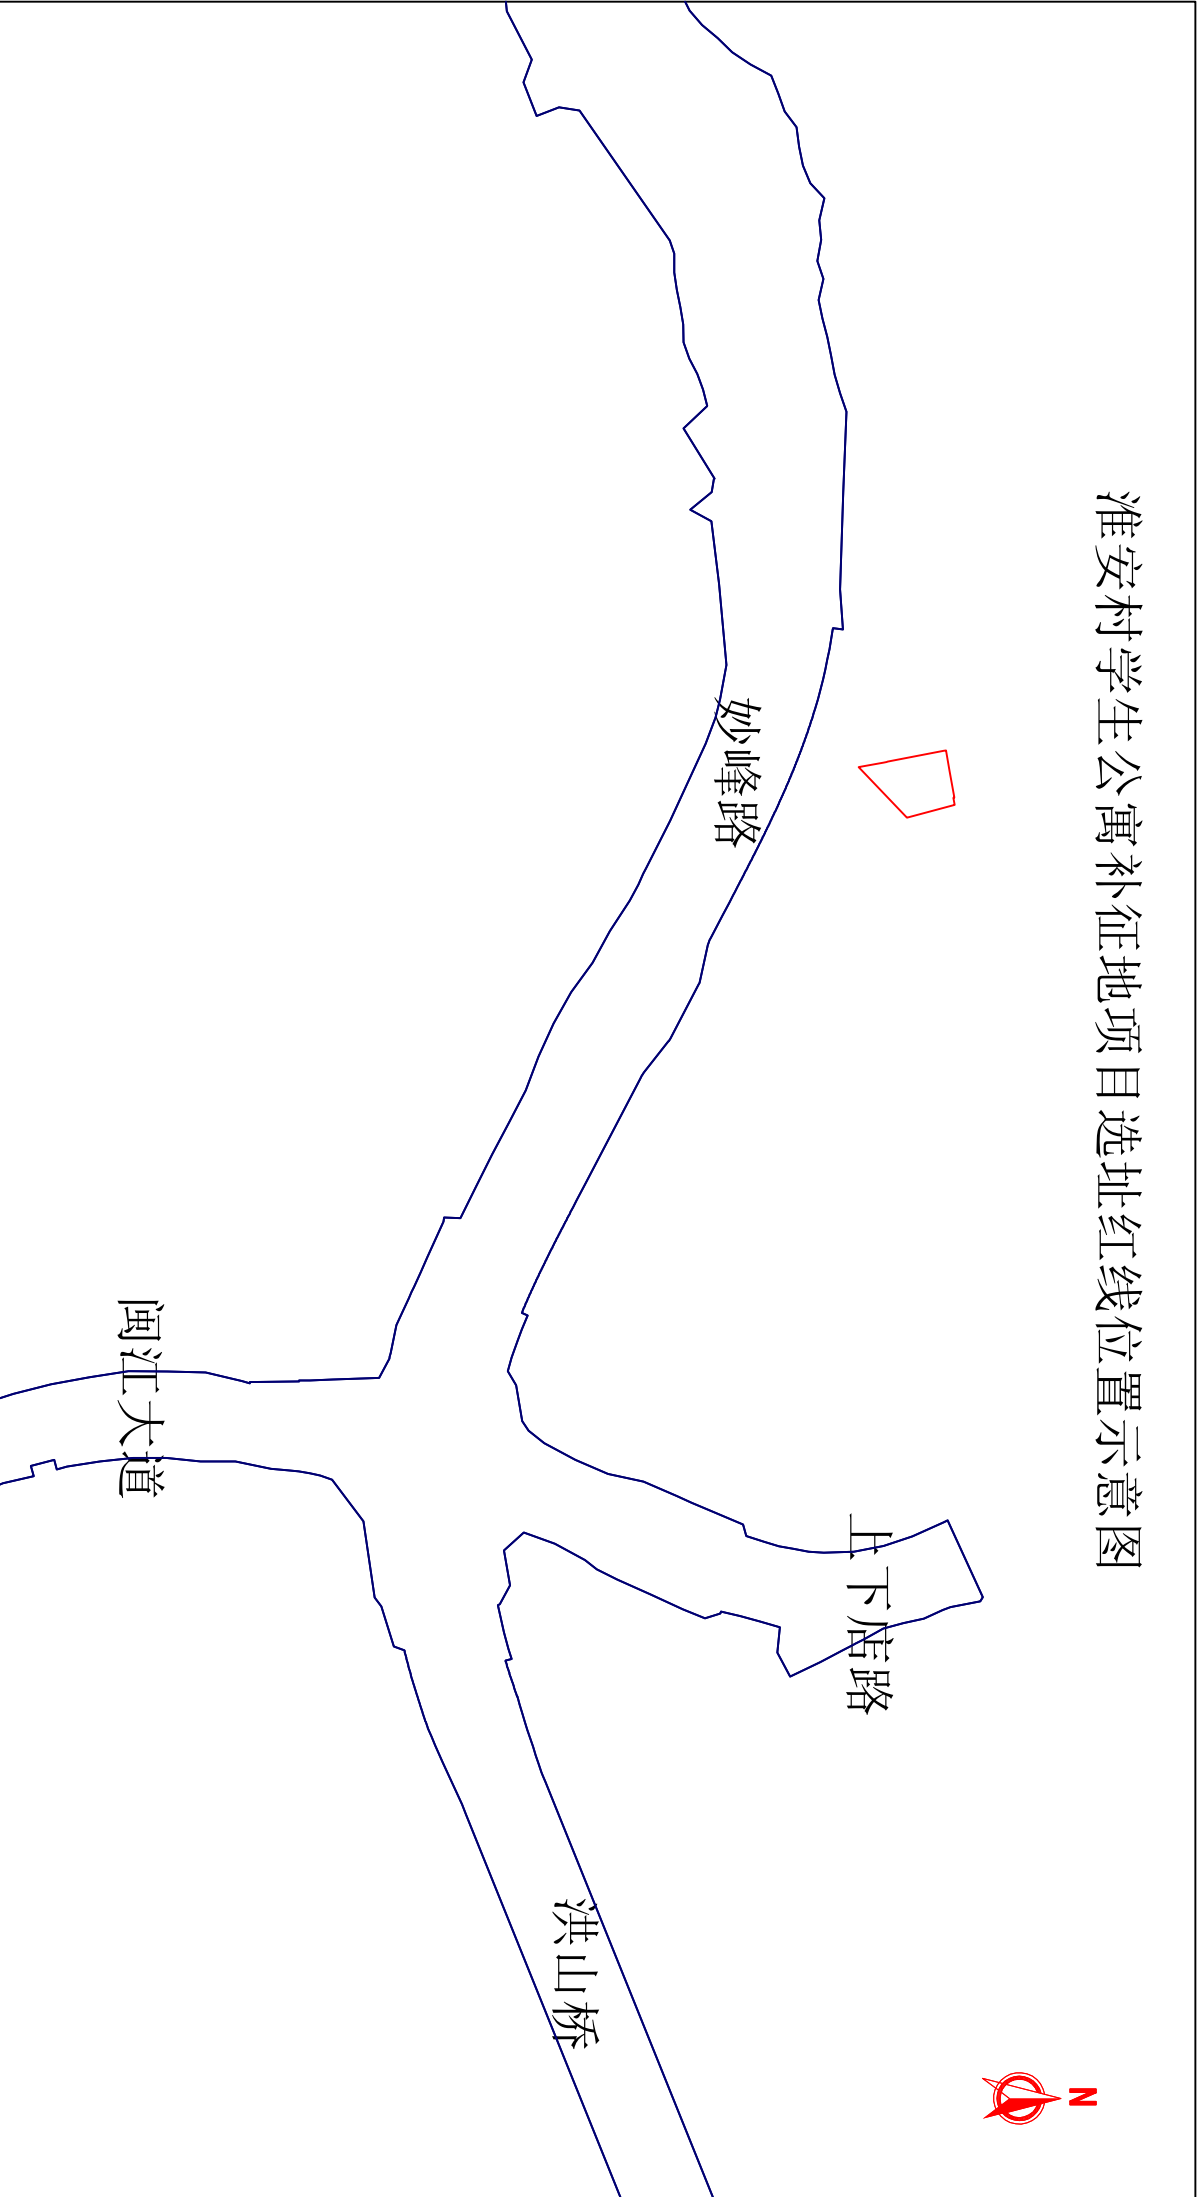 淮安村学生公寓补征地项目选址红线位置示意图
妙峰路
闽江大道
上下店路
洪山桥
N